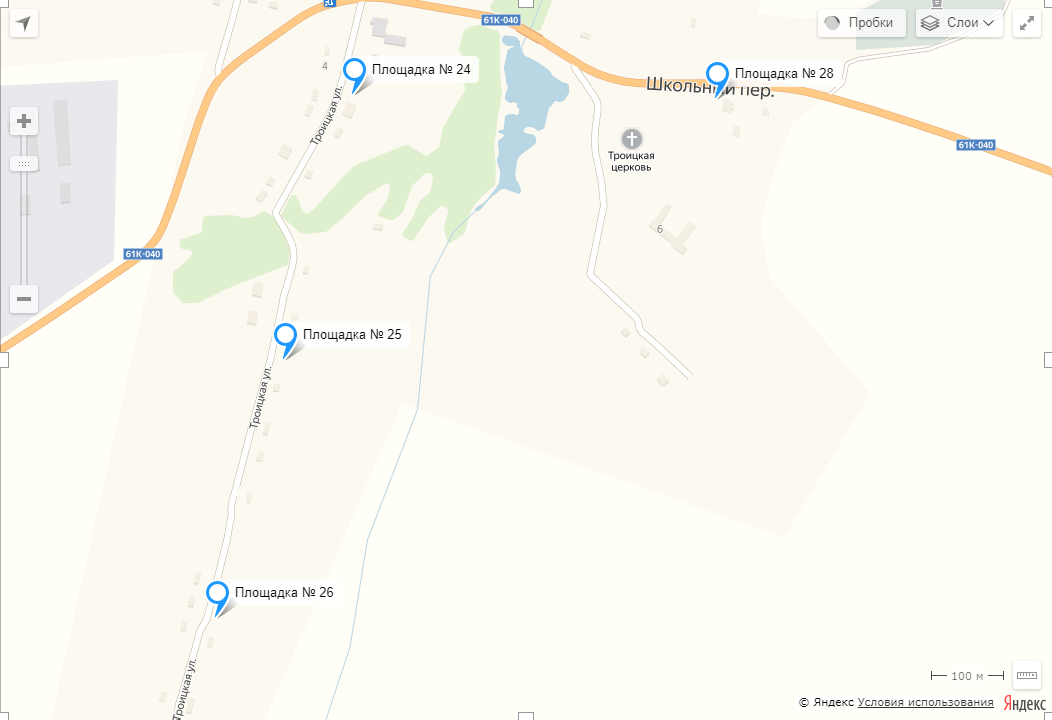 61К-040
Пробки
Слои
4
Площадка № 24
Площадка № 28
Школьный пер.
Троицкая ул.
61К-040
Троицкая
церковь
6
61К-040
Площадка № 25
Троицкая ул.
Площадка № 26
Троицкая ул.
100 м
© Яндекс Условия использования
Яндекс